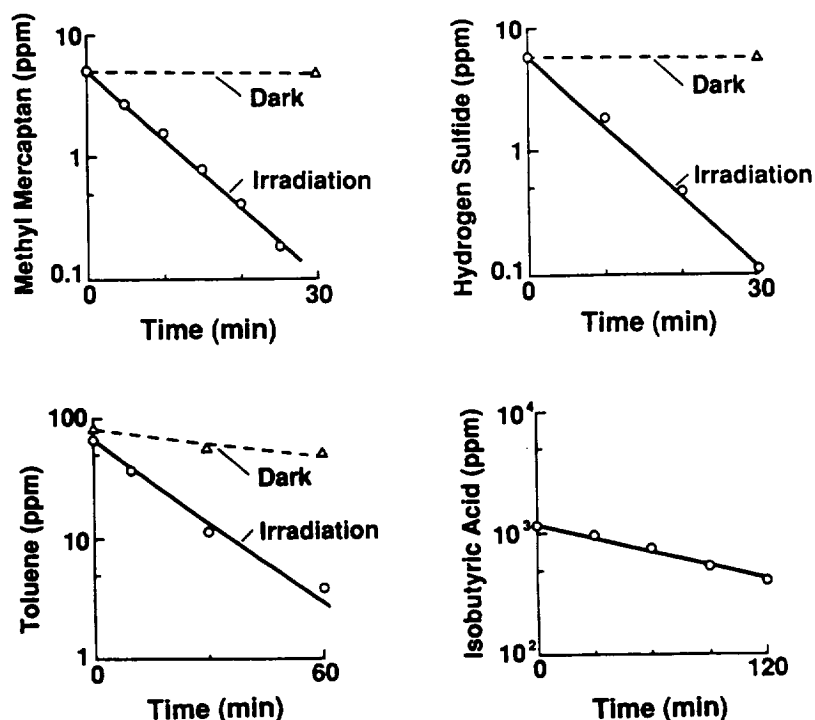 Methyl Mercaptan (ppm)
10
1
0.1
Dark
Irradiation
0
30
Time (min)
Hydrogen Sulfide (ppm)
10
1
0.1
Dark
Irradiation
0
30
Time (min)
Toluene (ppm)
100
10
1
Dark
Irradiation
0
60
Time (min)
Isobutyric Acid (ppm)
10⁴
10³
10²
0
120
Time (min)